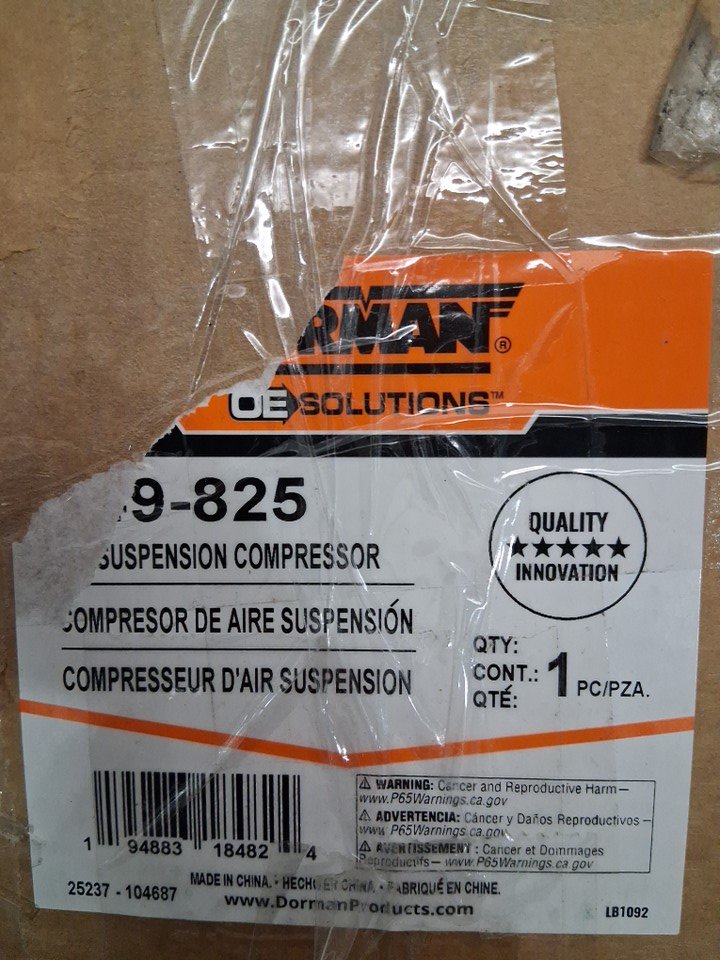 RMAN®
OE SOLUTIONS™
9-825
SUSPENSION COMPRESSOR
COMPRESOR DE AIRE SUSPENSIÓN
COMPRESSEUR D'AIR SUSPENSION
QUALITY
★★★★★
INNOVATION
QTY:
CONT.: 1 PC/PZA.
QTÉ:
⚠ WARNING: Cancer and Reproductive Harm –
www.P65Warnings.ca.gov
⚠ ADVERTENCIA: Cáncer y Daños Reproductivos –
www.P65Warnings.ca.gov
⚠ AVERTISSEMENT : Cancer et Dommages
Reproductifs – www.P65Warnings.ca.gov
1 94883 18482 4
25237 - 104687
MADE IN CHINA. • HECHO EN CHINA. • FABRIQUÉ EN CHINE.
www.DormanProducts.com
LB1092